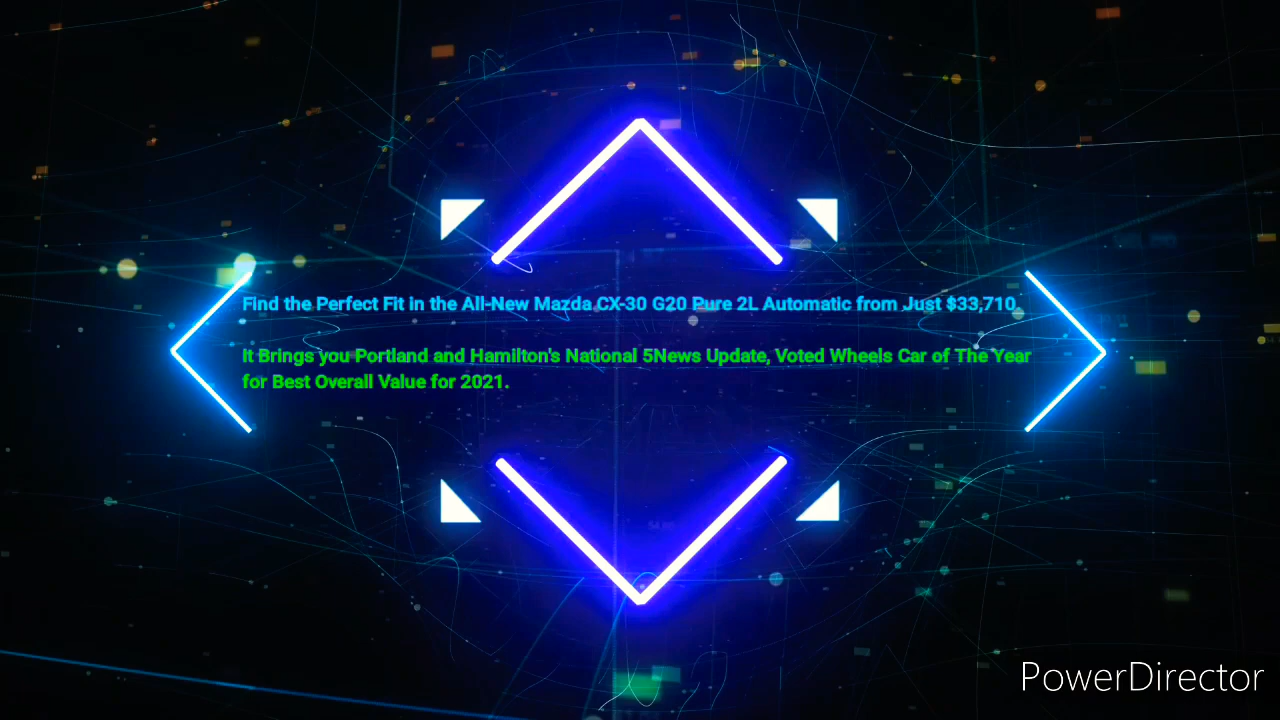 Find the Perfect Fit in the All-New Mazda CX-30 G20 Pure 2L Automatic from Just $33,710.
It Brings you Portland and Hamilton's National 5News Update, Voted Wheels Car of The Year
for Best Overall Value for 2021.
PowerDirector